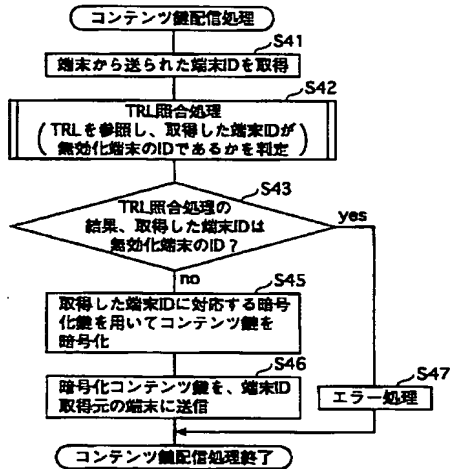 コンテンツ鍵配信処理
S41
端末から送られた端末IDを取得
S42
TRL照合処理
(TRLを参照し、取得した端末IDが
無効化端末のIDであるかを判定)
S43
TRL照合処理の
結果、取得した端末IDは
無効化端末のID?
yes
no
S45
取得した端末IDに対応する暗号
化鍵を用いてコンテンツ鍵を
暗号化
S46
暗号化コンテンツ鍵を、端末ID
取得元の端末に送信
S47
エラー処理
コンテンツ鍵配信処理終了